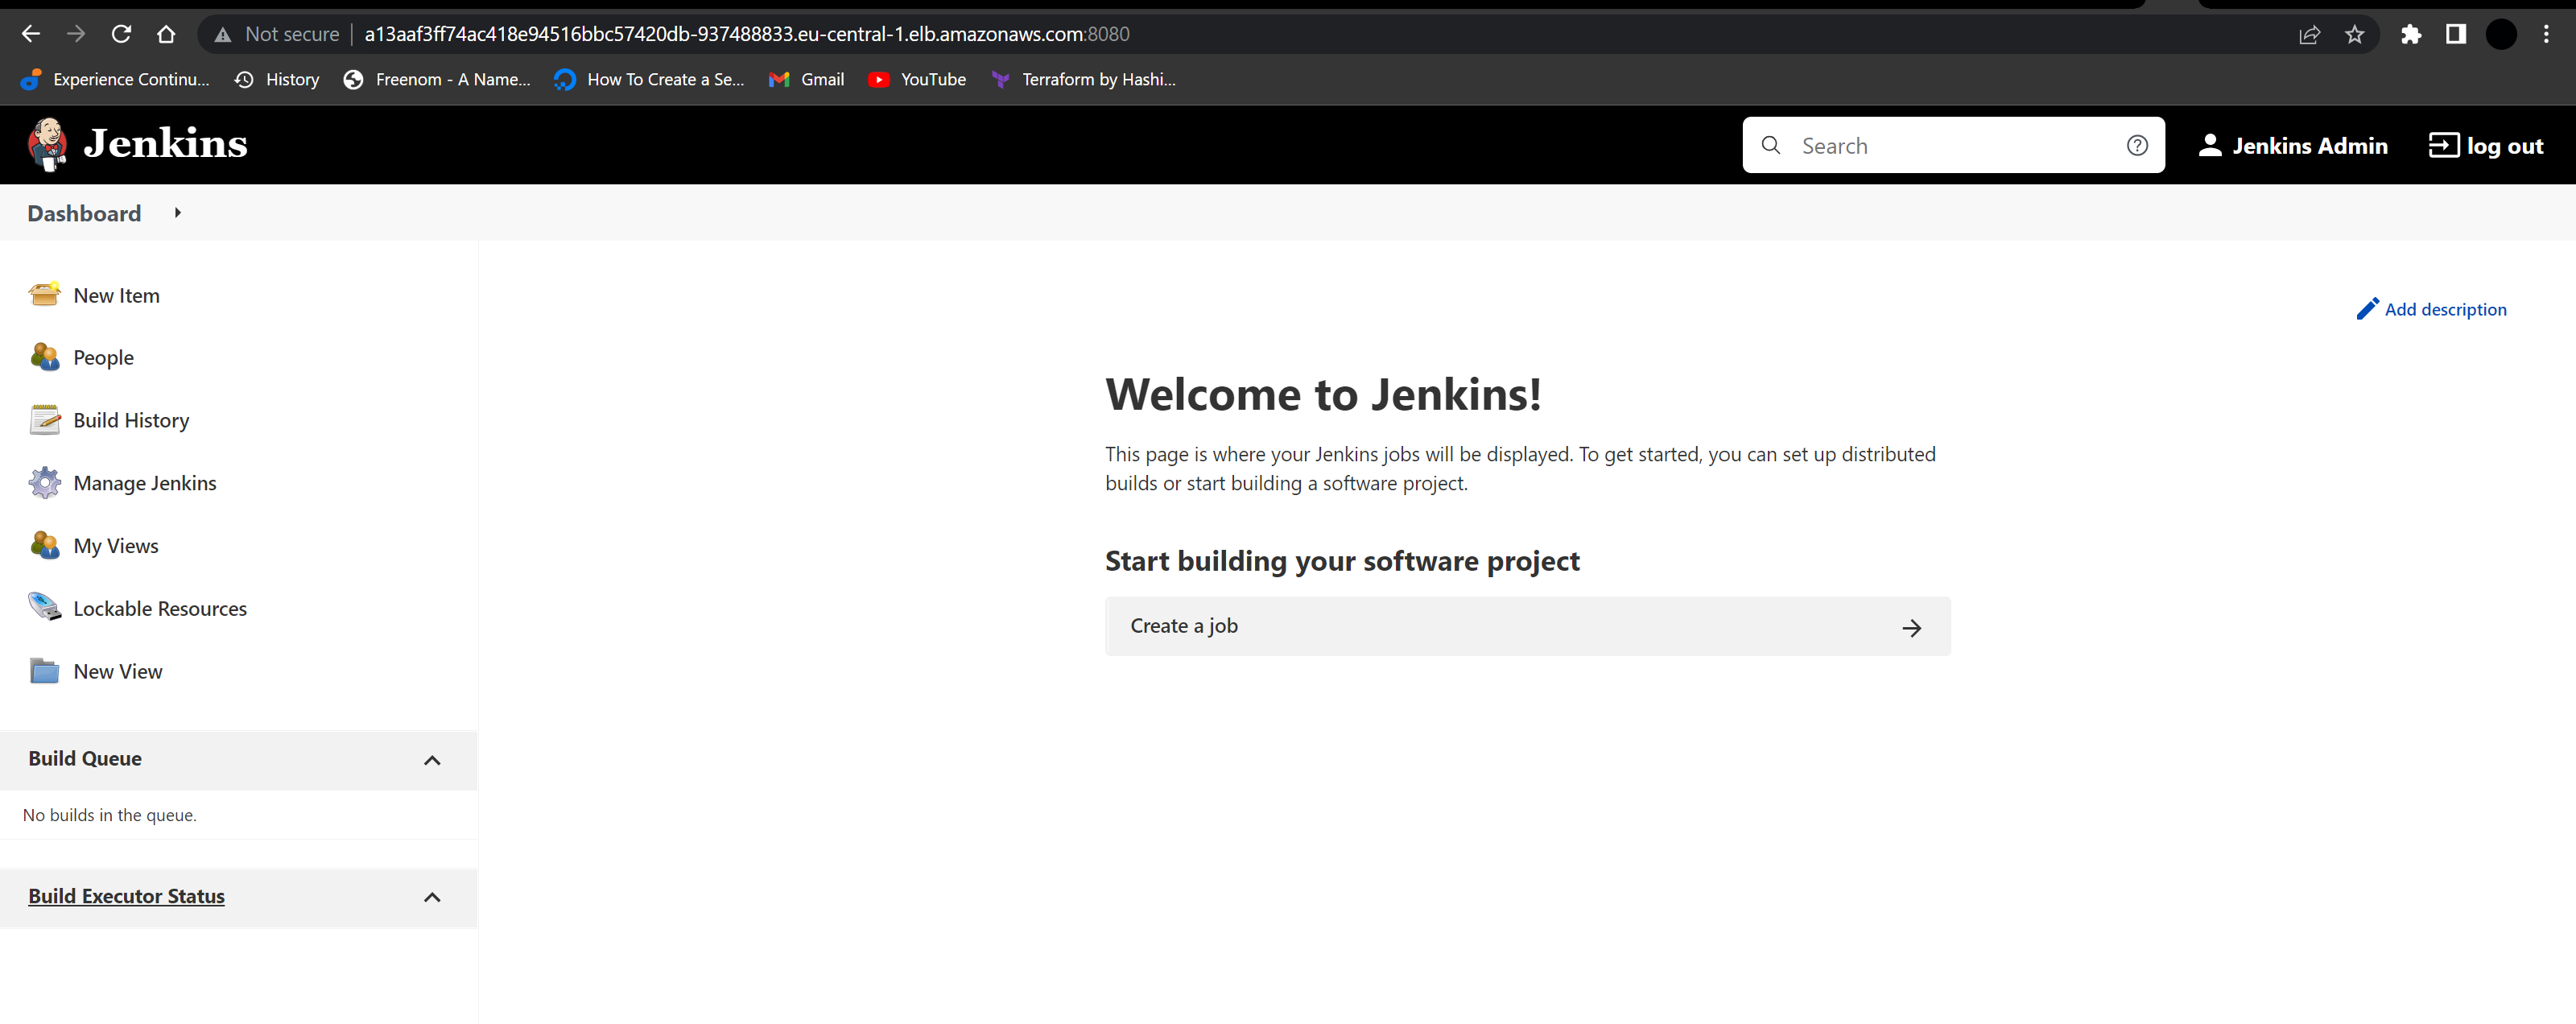 Not secure | a13aaf3ff74ac418e94516bbc57420db-937488833.eu-central-1.elb.amazonaws.com:8080
Experience Continu... History Freenom - A Name... How To Create a Se... Gmail YouTube Terraform by Hashi...
Jenkins Search Jenkins Admin log out
Dashboard
New Item
People
Build History
Manage Jenkins
My Views
Lockable Resources
New View
Build Queue
No builds in the queue.
Build Executor Status
Add description
Welcome to Jenkins!
This page is where your Jenkins jobs will be displayed. To get started, you can set up distributed
builds or start building a software project.
Start building your software project
Create a job